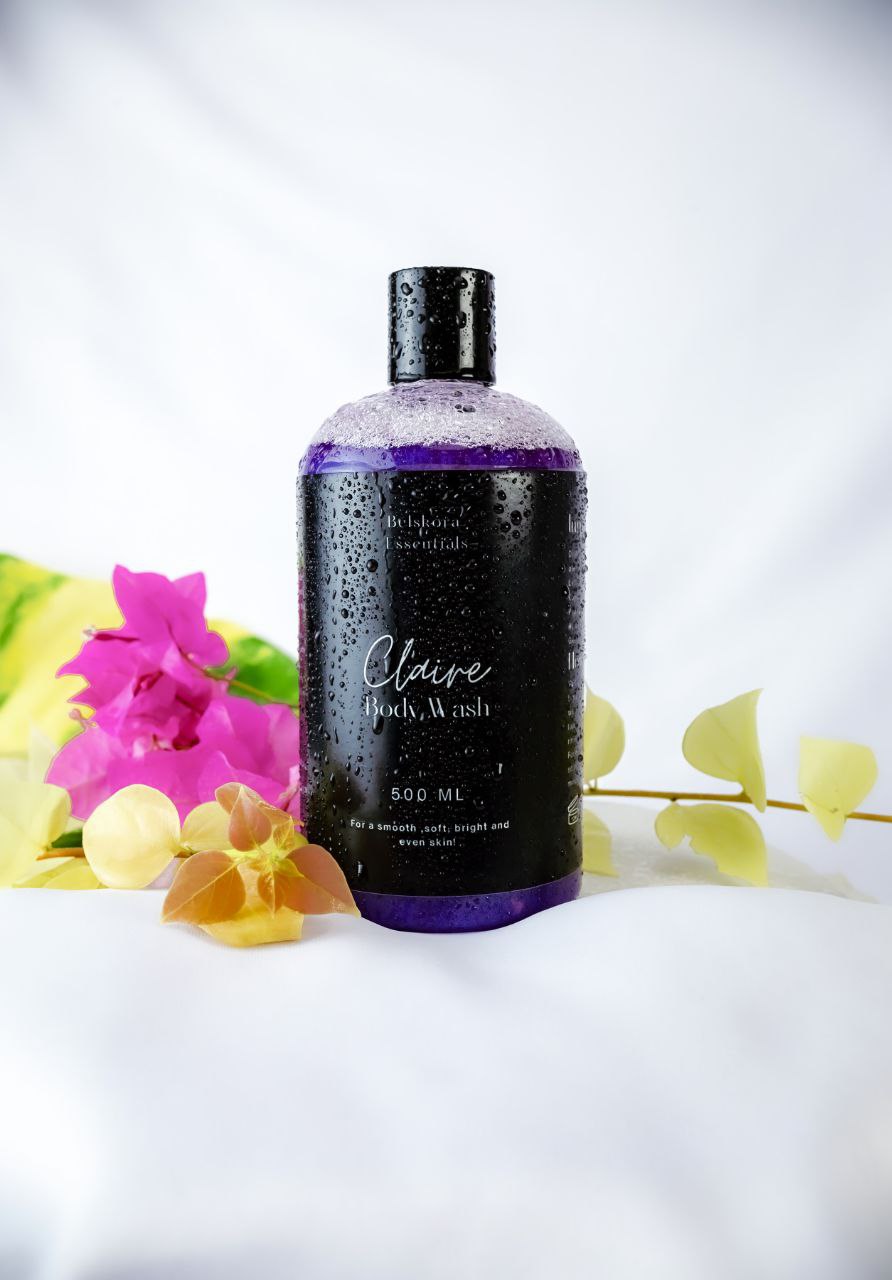 Belskora
Essentials
Claire
Body Wash
500 ML
For a smooth ,soft, bright and
even skin!